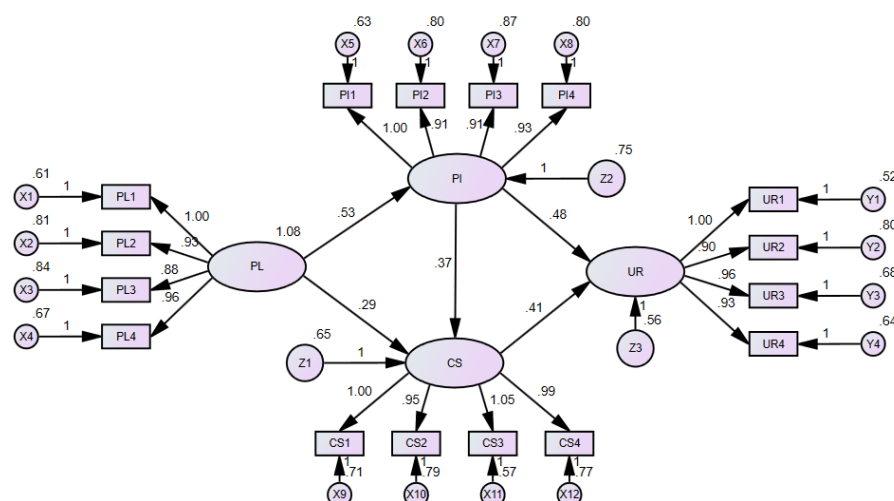 .63 .80 .87 .80
X5 X6 X7 X8
1 1 1 1
PI1 PI2 PI3 PI4
1.00 .91 .91 .93
.75
PI 1 Z2
.61 .52
X1 1 PL1 UR1 1 Y1
.53 .48
1.00 1.00
.81 .80
X2 1 PL2 .93 1.08 .90 UR2 1 Y2
PL UR
.84 .88 .37 .96 .68
X3 1 PL3 UR3 1 Y3
.67 .96 .29 .41 .93 .64
X4 1 PL4 1 UR4 1 Y4
.65 .56
Z1 1 CS Z3
1.00 .95 1.05 .99
CS1 CS2 CS3 CS4
1 1 1 1
.71 .79 .57 .77
X9 X10 X11 X12